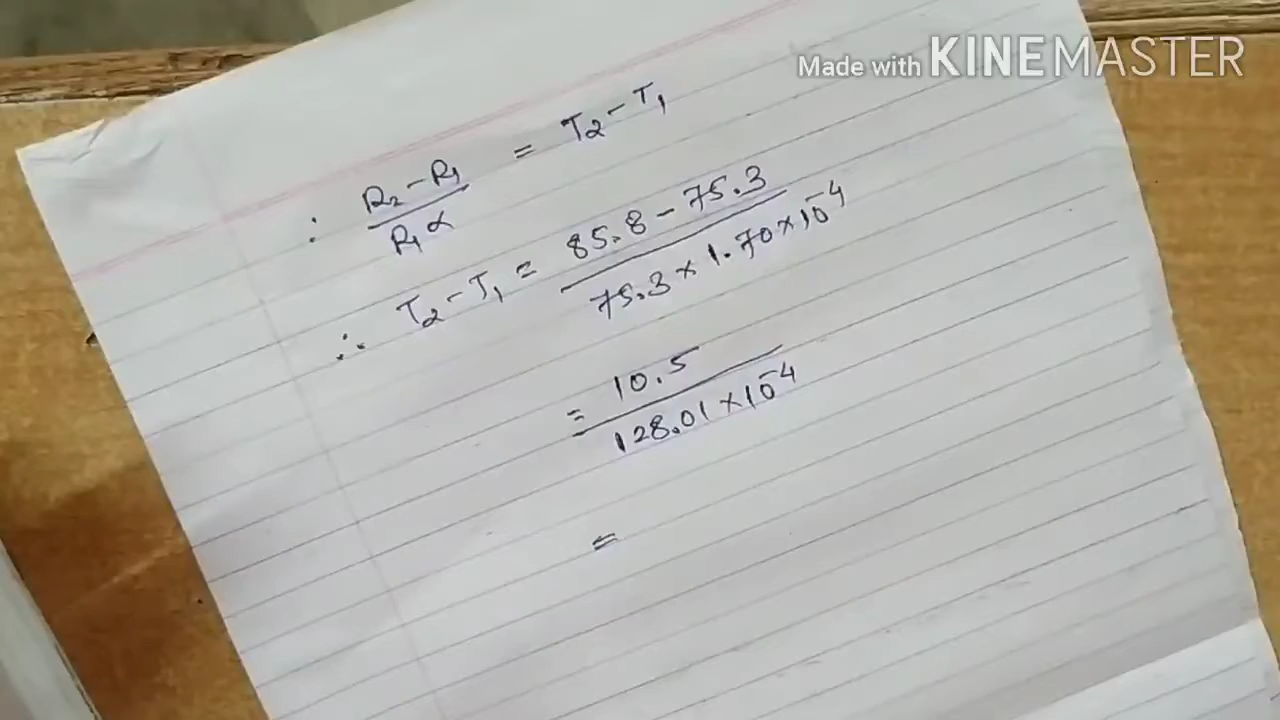 Made with KINEMASTER
∴ R₂ - R₁ / R₁α = T₂ - T₁
∴ T₂ - T₁ = 85.8 - 75.3 / 75.3 × 1.70 × 10⁻⁴
= 10.5 / 128.01 × 10⁻⁴
=